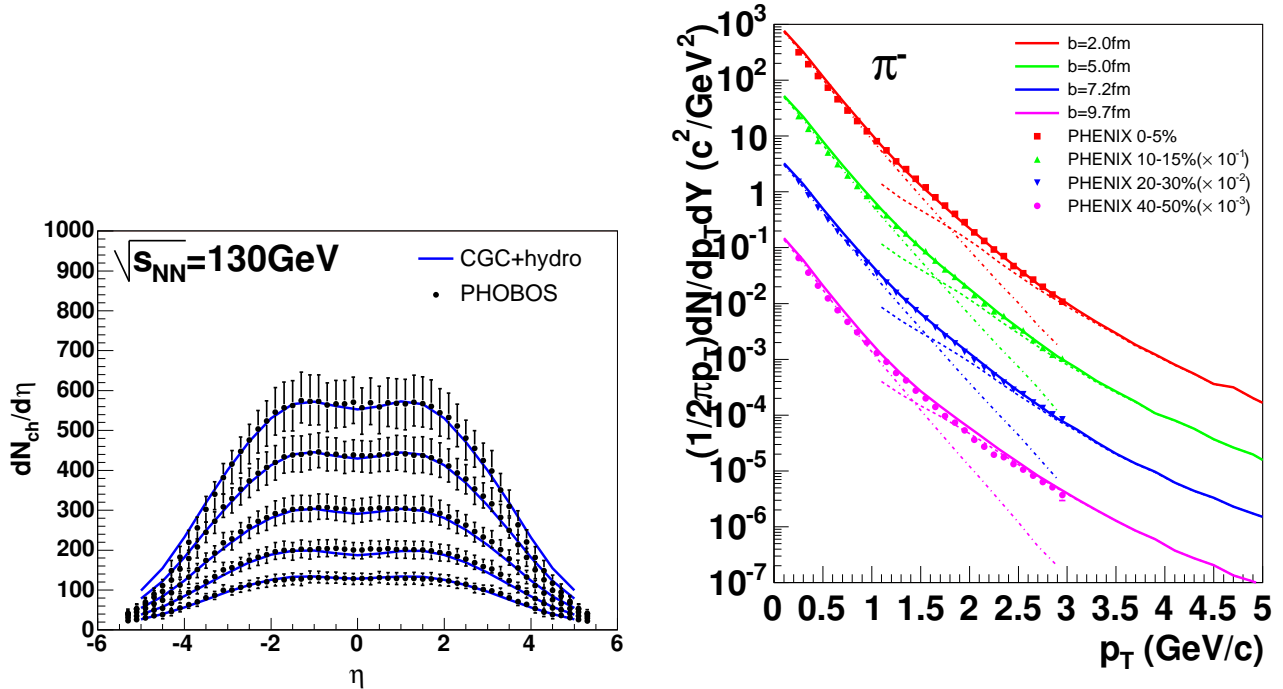 1000
900
800
700
600
500
400
300
200
100
0
-6 -4 -2 0 2 4 6
dN_ch/dη
η
√s_NN=130GeV
CGC+hydro
PHOBOS
10^3
10^2
10
1
10^-1
10^-2
10^-3
10^-4
10^-5
10^-6
10^-7
0 0.5 1 1.5 2 2.5 3 3.5 4 4.5 5
(1/2πp_T)dN/dp_TdY (c^2/GeV^2)
p_T (GeV/c)
π^-
b=2.0fm
b=5.0fm
b=7.2fm
b=9.7fm
PHENIX 0-5%
PHENIX 10-15%(× 10^-1)
PHENIX 20-30%(× 10^-2)
PHENIX 40-50%(× 10^-3)